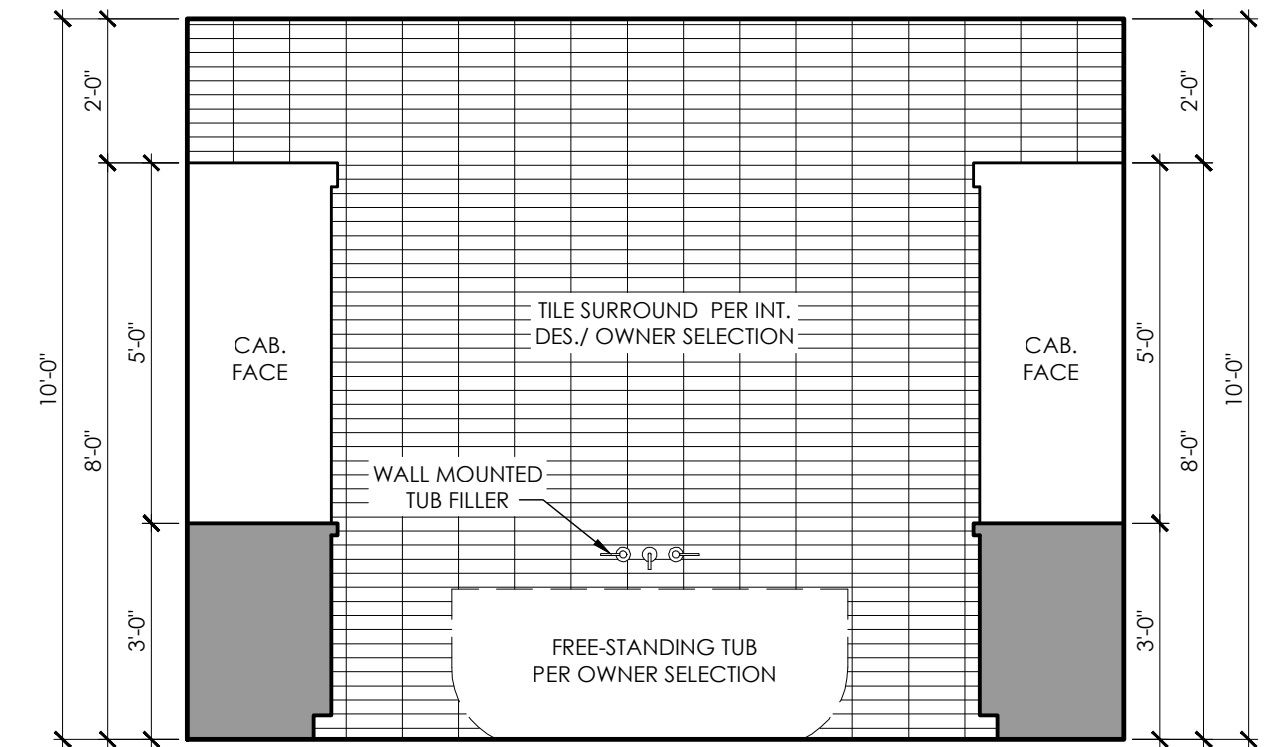 2'-0"
2'-0"
TILE SURROUND PER INT.
DES./ OWNER SELECTION
CAB.
FACE
CAB.
FACE
5'-0"
5'-0"
10'-0"
10'-0"
8'-0"
8'-0"
WALL MOUNTED
TUB FILLER
3'-0"
3'-0"
FREE-STANDING TUB
PER OWNER SELECTION